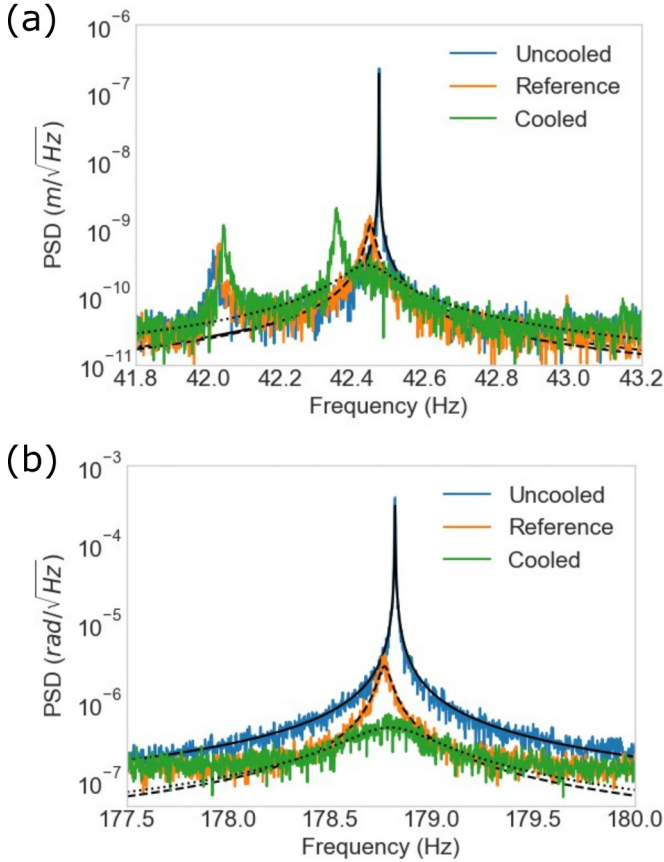 (a)
10⁻⁶
10⁻⁷
10⁻⁸
10⁻⁹
10⁻¹⁰
10⁻¹¹
PSD (m/√Hz)
Uncooled
Reference
Cooled
41.8 42.0 42.2 42.4 42.6 42.8 43.0 43.2
Frequency (Hz)
(b)
10⁻³
10⁻⁴
10⁻⁵
10⁻⁶
10⁻⁷
PSD (rad/√Hz)
Uncooled
Reference
Cooled
177.5 178.0 178.5 179.0 179.5 180.0
Frequency (Hz)